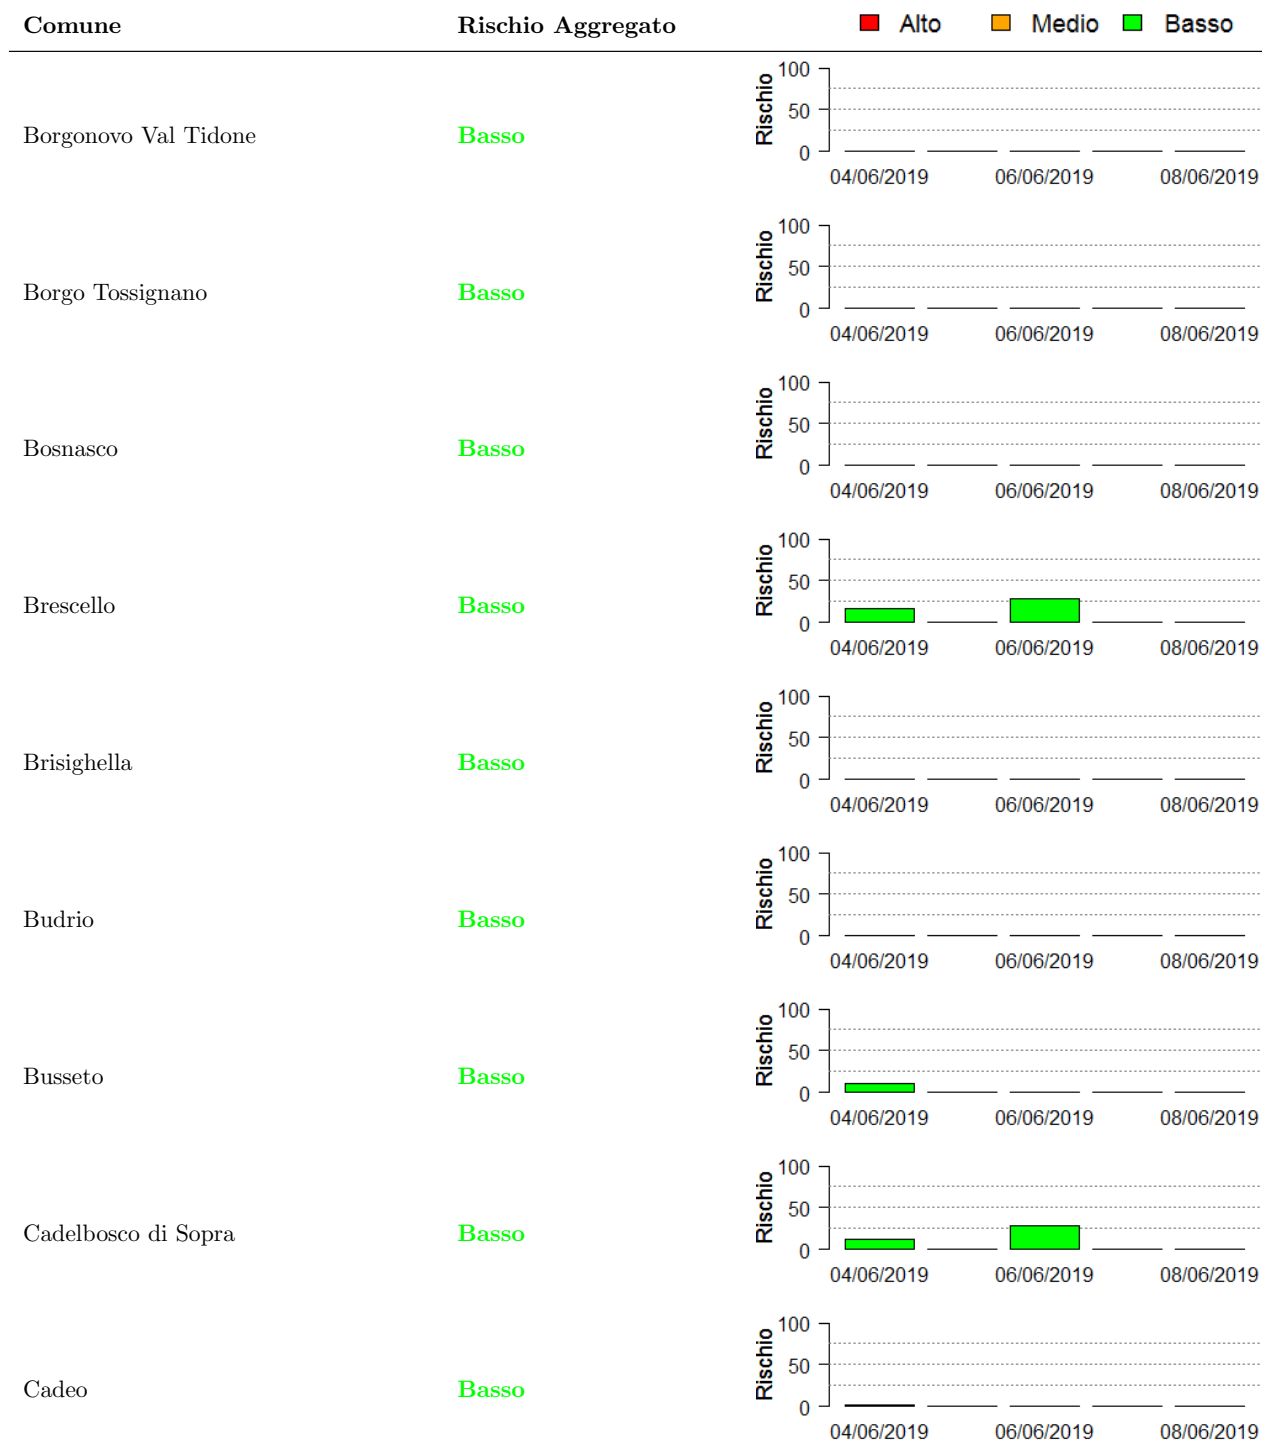 Comune Rischio Aggregato Alto Medio Basso
Borgonovo Val Tidone Basso Rischio 100 50 0
04/06/2019 06/06/2019 08/06/2019
Borgo Tossignano Basso Rischio 100 50 0
04/06/2019 06/06/2019 08/06/2019
Bosnasco Basso Rischio 100 50 0
04/06/2019 06/06/2019 08/06/2019
Brescello Basso Rischio 100 50 0
04/06/2019 06/06/2019 08/06/2019
Brisighella Basso Rischio 100 50 0
04/06/2019 06/06/2019 08/06/2019
Budrio Basso Rischio 100 50 0
04/06/2019 06/06/2019 08/06/2019
Busseto Basso Rischio 100 50 0
04/06/2019 06/06/2019 08/06/2019
Cadelbosco di Sopra Basso Rischio 100 50 0
04/06/2019 06/06/2019 08/06/2019
Cadeo Basso Rischio 100 50 0
04/06/2019 06/06/2019 08/06/2019